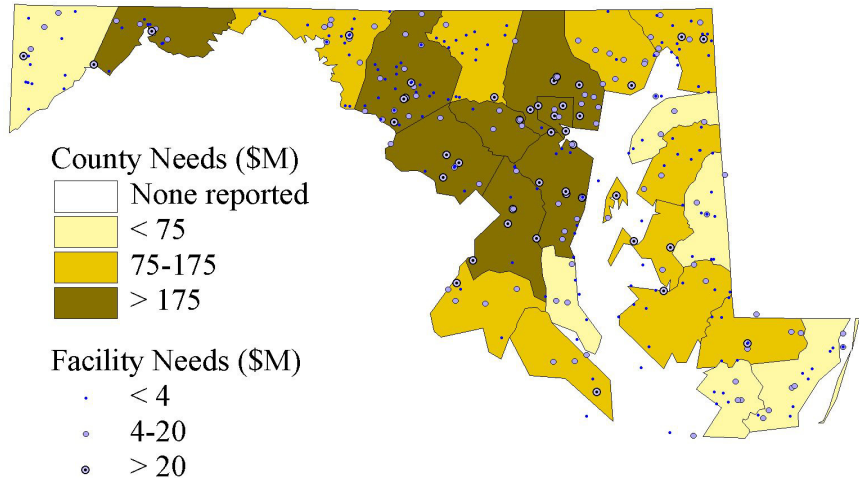 County Needs ($M)
None reported
< 75
75-175
> 175
Facility Needs ($M)
< 4
4-20
> 20